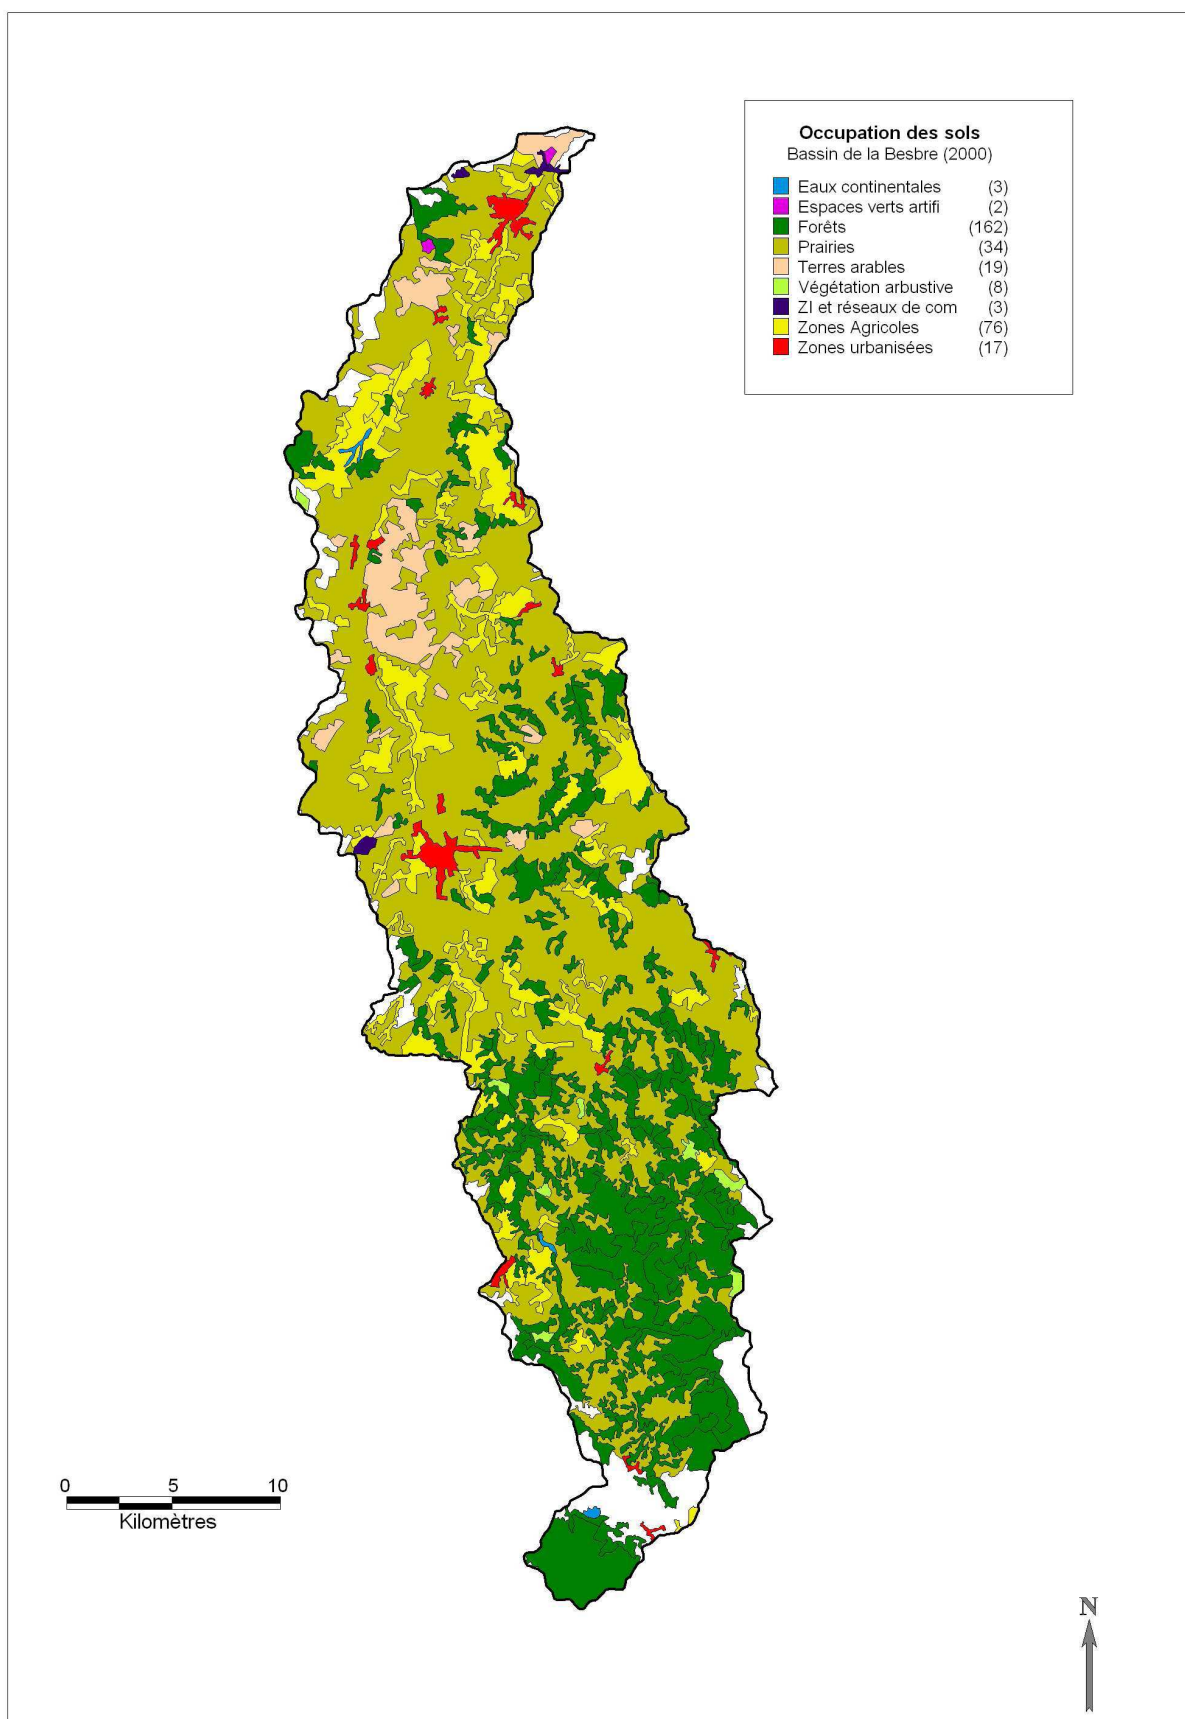 Occupation des sols
Bassin de la Besbre (2000)
Eaux continentales (3)
Espaces verts artifi (2)
Forêts (162)
Prairies (34)
Terres arables (19)
Végétation arbustive (8)
ZI et réseaux de com (3)
Zones Agricoles (76)
Zones urbanisées (17)
0 5 10
Kilomètres
N